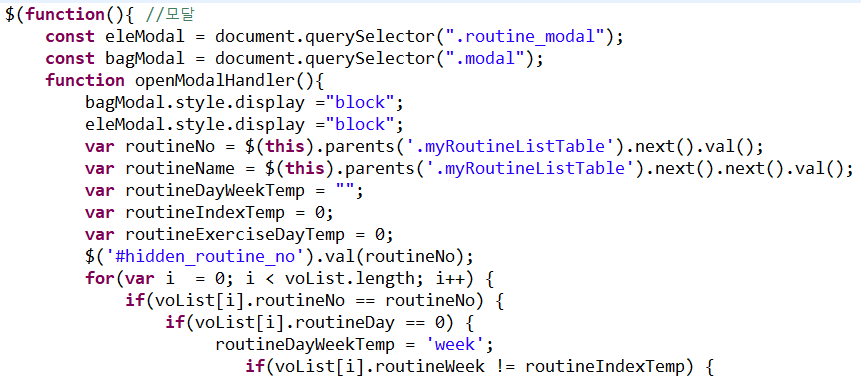 $(function(){ //모달
const eleModal = document.querySelector(".routine_modal");
const bagModal = document.querySelector(".modal");
function openModalHandler(){
bagModal.style.display ="block";
eleModal.style.display ="block";
var routineNo = $(this).parents('.myRoutineListTable').next().val();
var routineName = $(this).parents('.myRoutineListTable').next().next().val();
var routineDayWeekTemp = "";
var routineIndexTemp = 0;
var routineExerciseDayTemp = 0;
$('#hidden_routine_no').val(routineNo);
for(var i  = 0; i < voList.length; i++) {
if(voList[i].routineNo == routineNo) {
if(voList[i].routineDay == 0) {
routineDayWeekTemp = 'week';
if(voList[i].routineWeek != routineIndexTemp) {